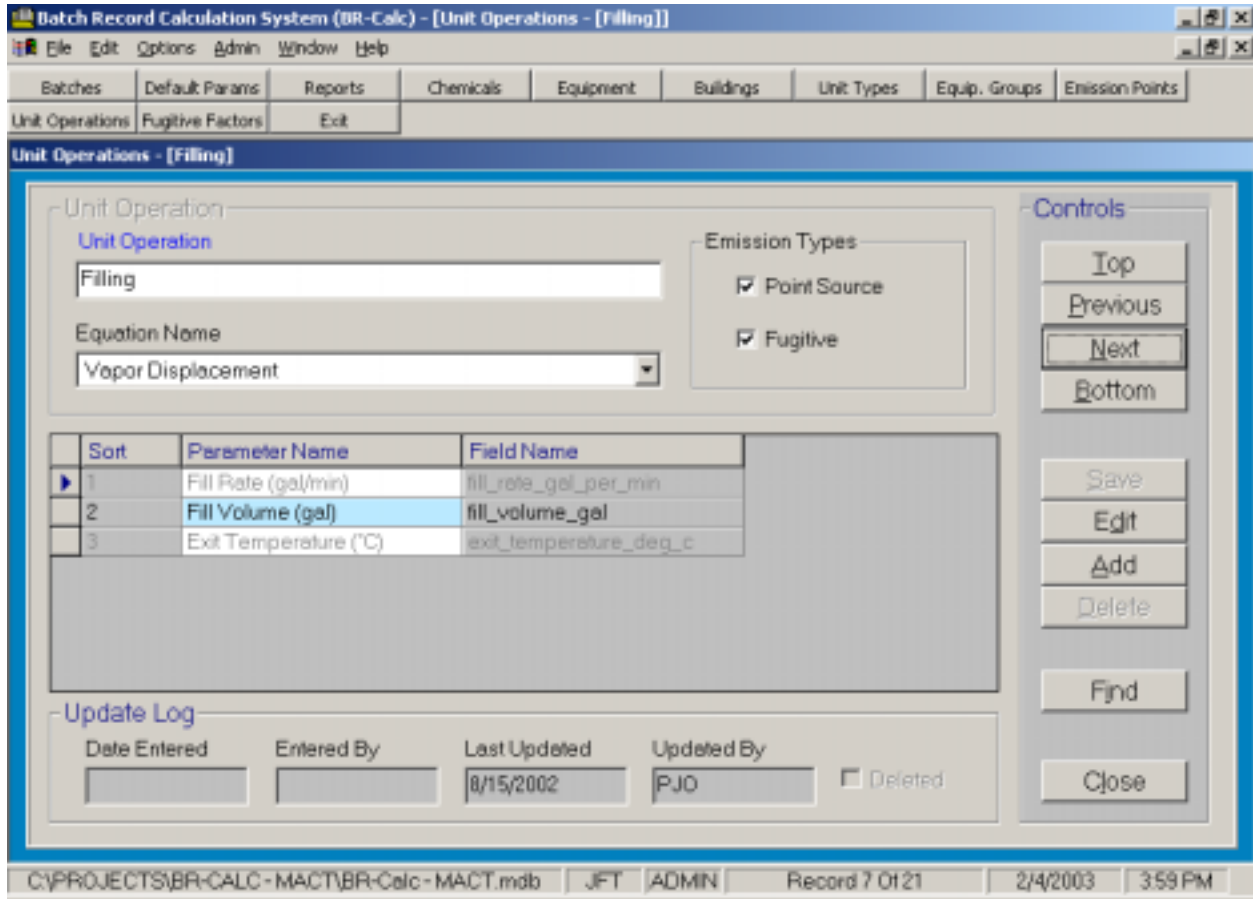 Batch Record Calculation System (BR-Calc) - [Unit Operations - [Filling]]
File Edit Options Admin Window Help
Batches Default Params Reports Chemicals Equipment Buildings Unit Types Equip. Groups Emission Points
Unit Operations Fugitive Factors Exit
Unit Operations - [Filling]
Unit Operation
Unit Operation
Filling
Equation Name
Vapor Displacement
Emission Types
Point Source
Fugitive
Sort Parameter Name Field Name
1 Fill Rate (gal/min) fill_rate_gal_per_min
2 Fill Volume (gal) fill_volume_gal
3 Exit Temperature (°C) exit_temperature_deg_c
Update Log
Date Entered Entered By Last Updated Updated By
8/15/2002 PJO Deleted
Controls
Top
Previous
Next
Bottom
Save
Edit
Add
Delete
Find
Close
C:\PROJECTS\BR-CALC - MACT\BR-Calc - MACT.mdb JFT ADMIN Record 7 Of 21 2/4/2003 3:59 PM